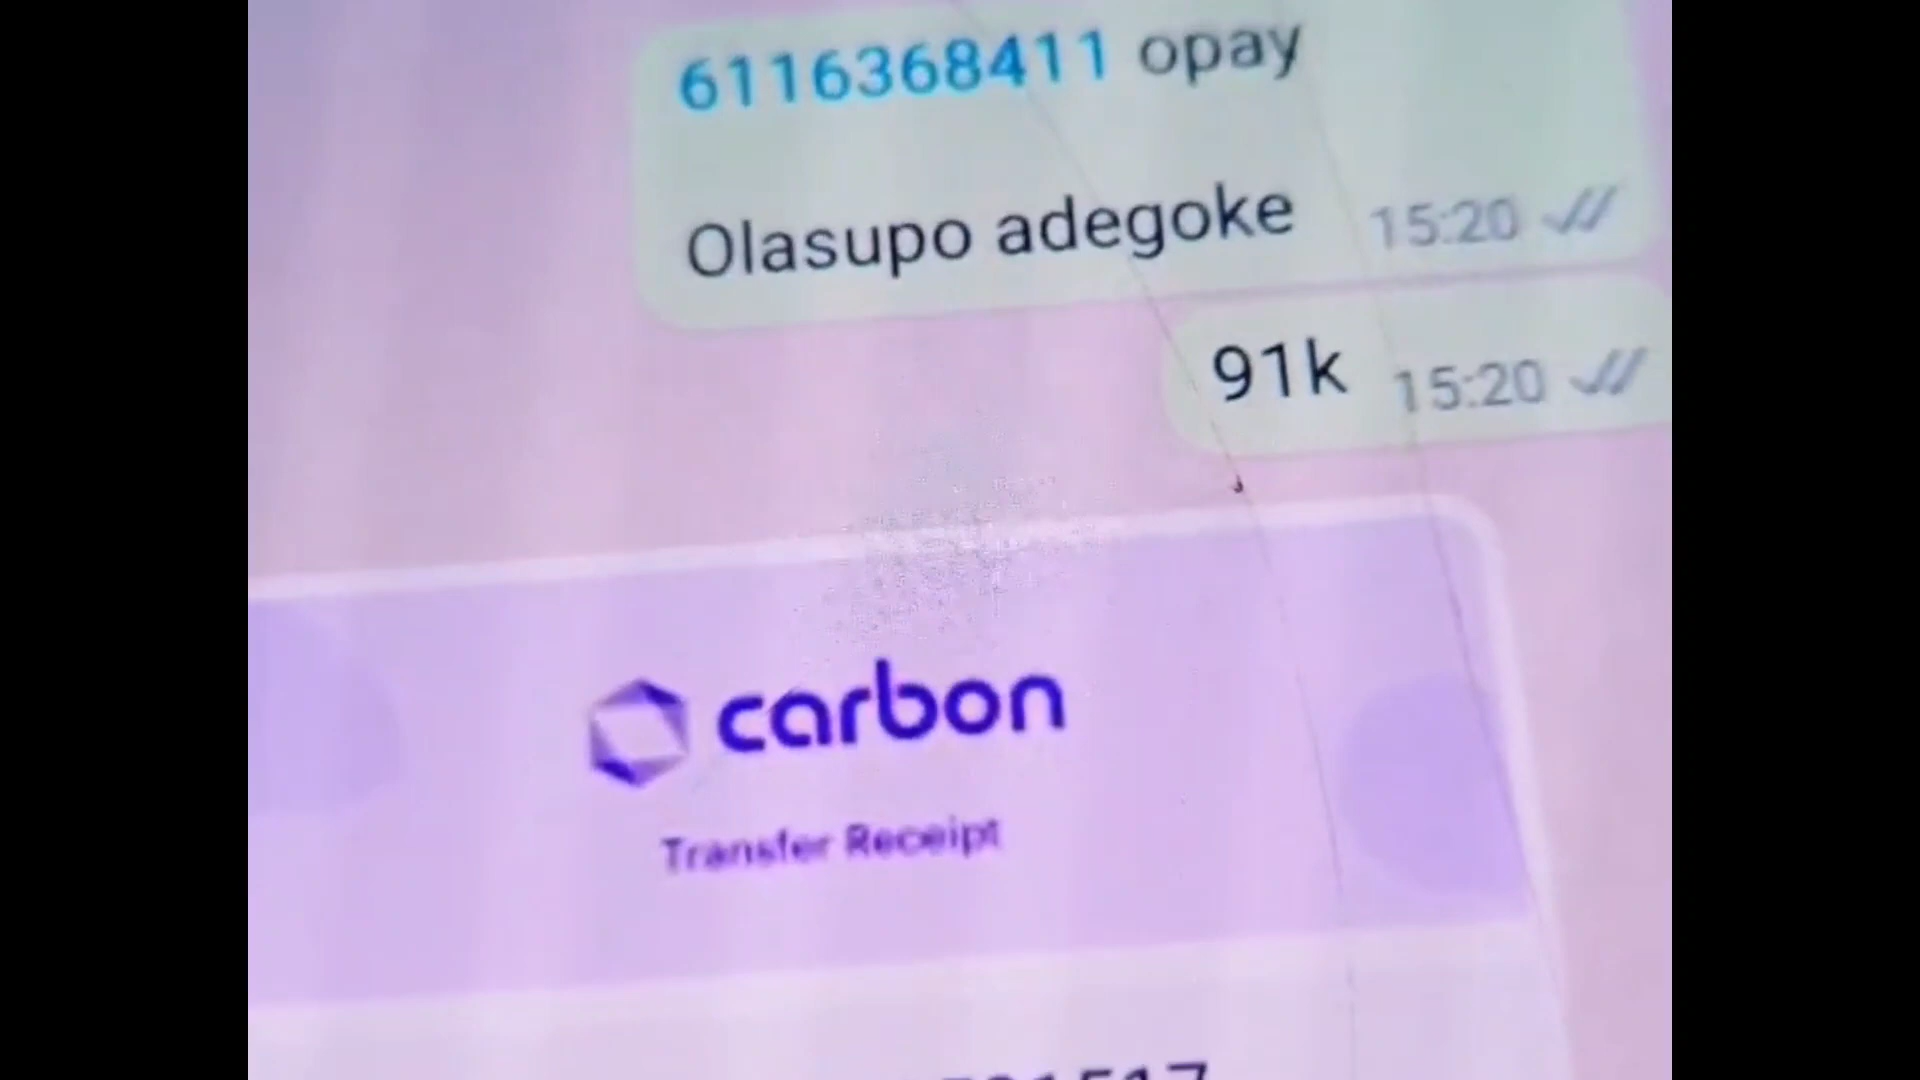 6116368411 opay
Olasupo adegoke 15:20
91k 15:20
carbon
Transfer Receipt